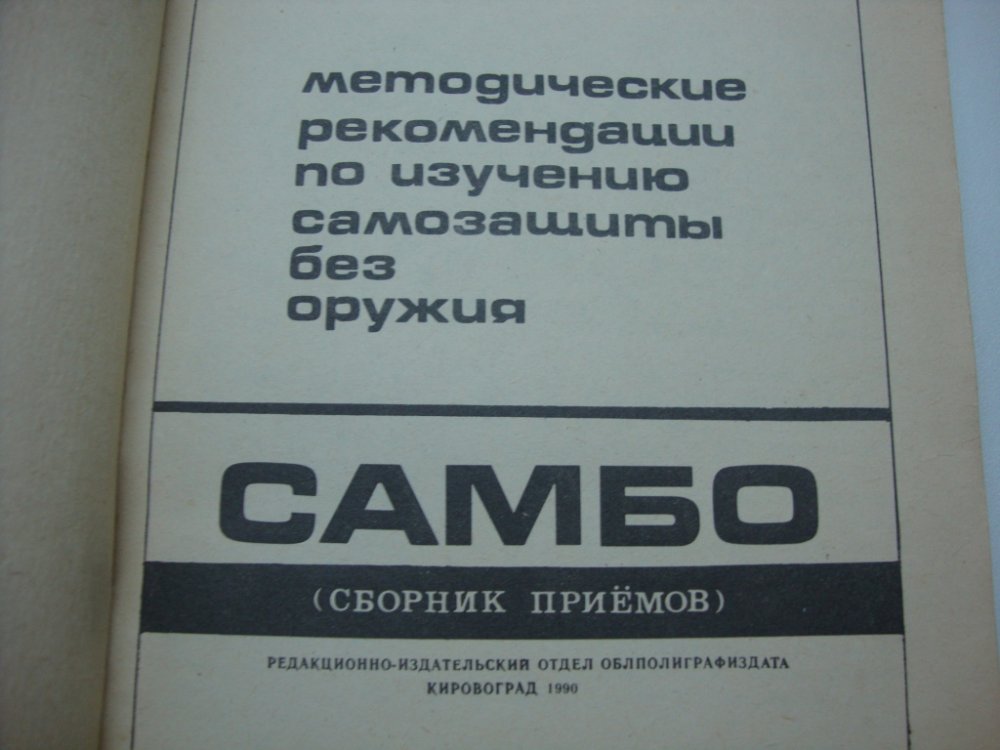 методические
рекомендации
по изучению
самозащиты
без
оружия
САМБО
(СБОРНИК ПРИЁМОВ)
РЕДАКЦИОННО-ИЗДАТЕЛЬСКИЙ ОТДЕЛ ОБЛПОЛИГРАФИЗДАТА
КИРОВОГРАД 1990